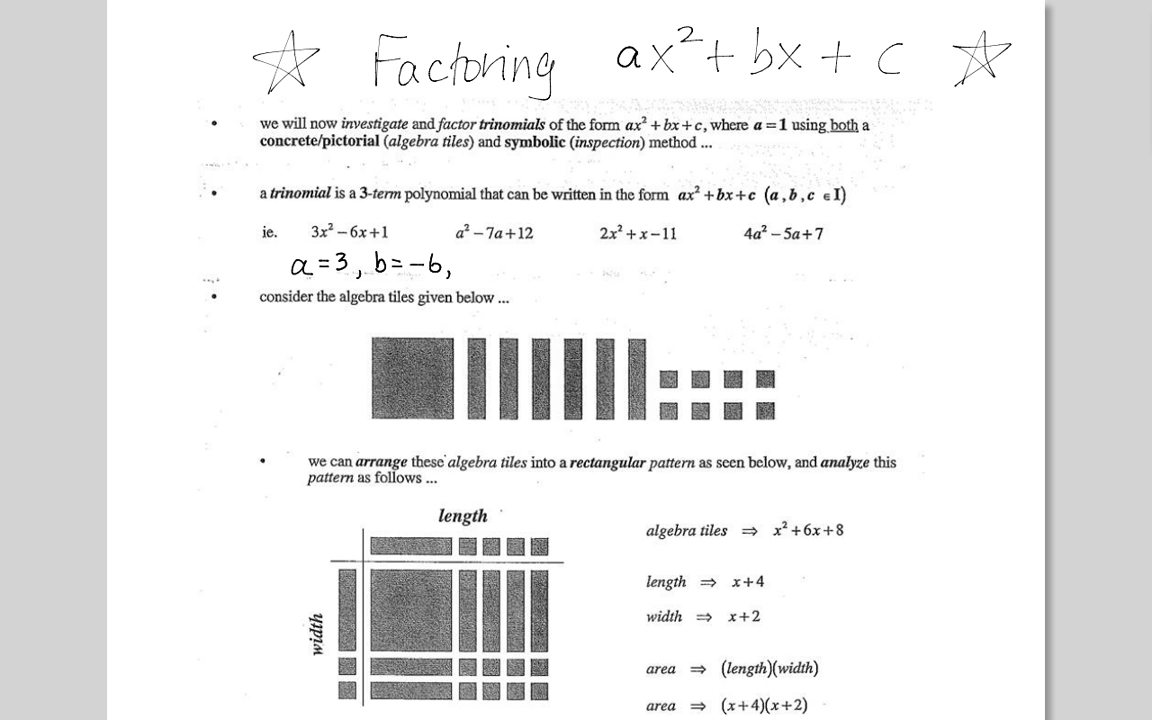 ☆ Factoring ax² + bx + c ☆
• we will now investigate and factor trinomials of the form ax² + bx + c, where a = 1 using both a
concrete/pictorial (algebra tiles) and symbolic (inspection) method ...
• a trinomial is a 3-term polynomial that can be written in the form ax² + bx + c (a, b, c ∈ I)
ie. 3x² – 6x + 1 a² – 7a + 12 2x² + x – 11 4a² – 5a + 7
a = 3, b = –6,
• consider the algebra tiles given below ...
• we can arrange these algebra tiles into a rectangular pattern as seen below, and analyze this
pattern as follows ...
length
width
algebra tiles ⇒ x² + 6x + 8
length ⇒ x + 4
width ⇒ x + 2
area ⇒ (length)(width)
area ⇒ (x + 4)(x + 2)